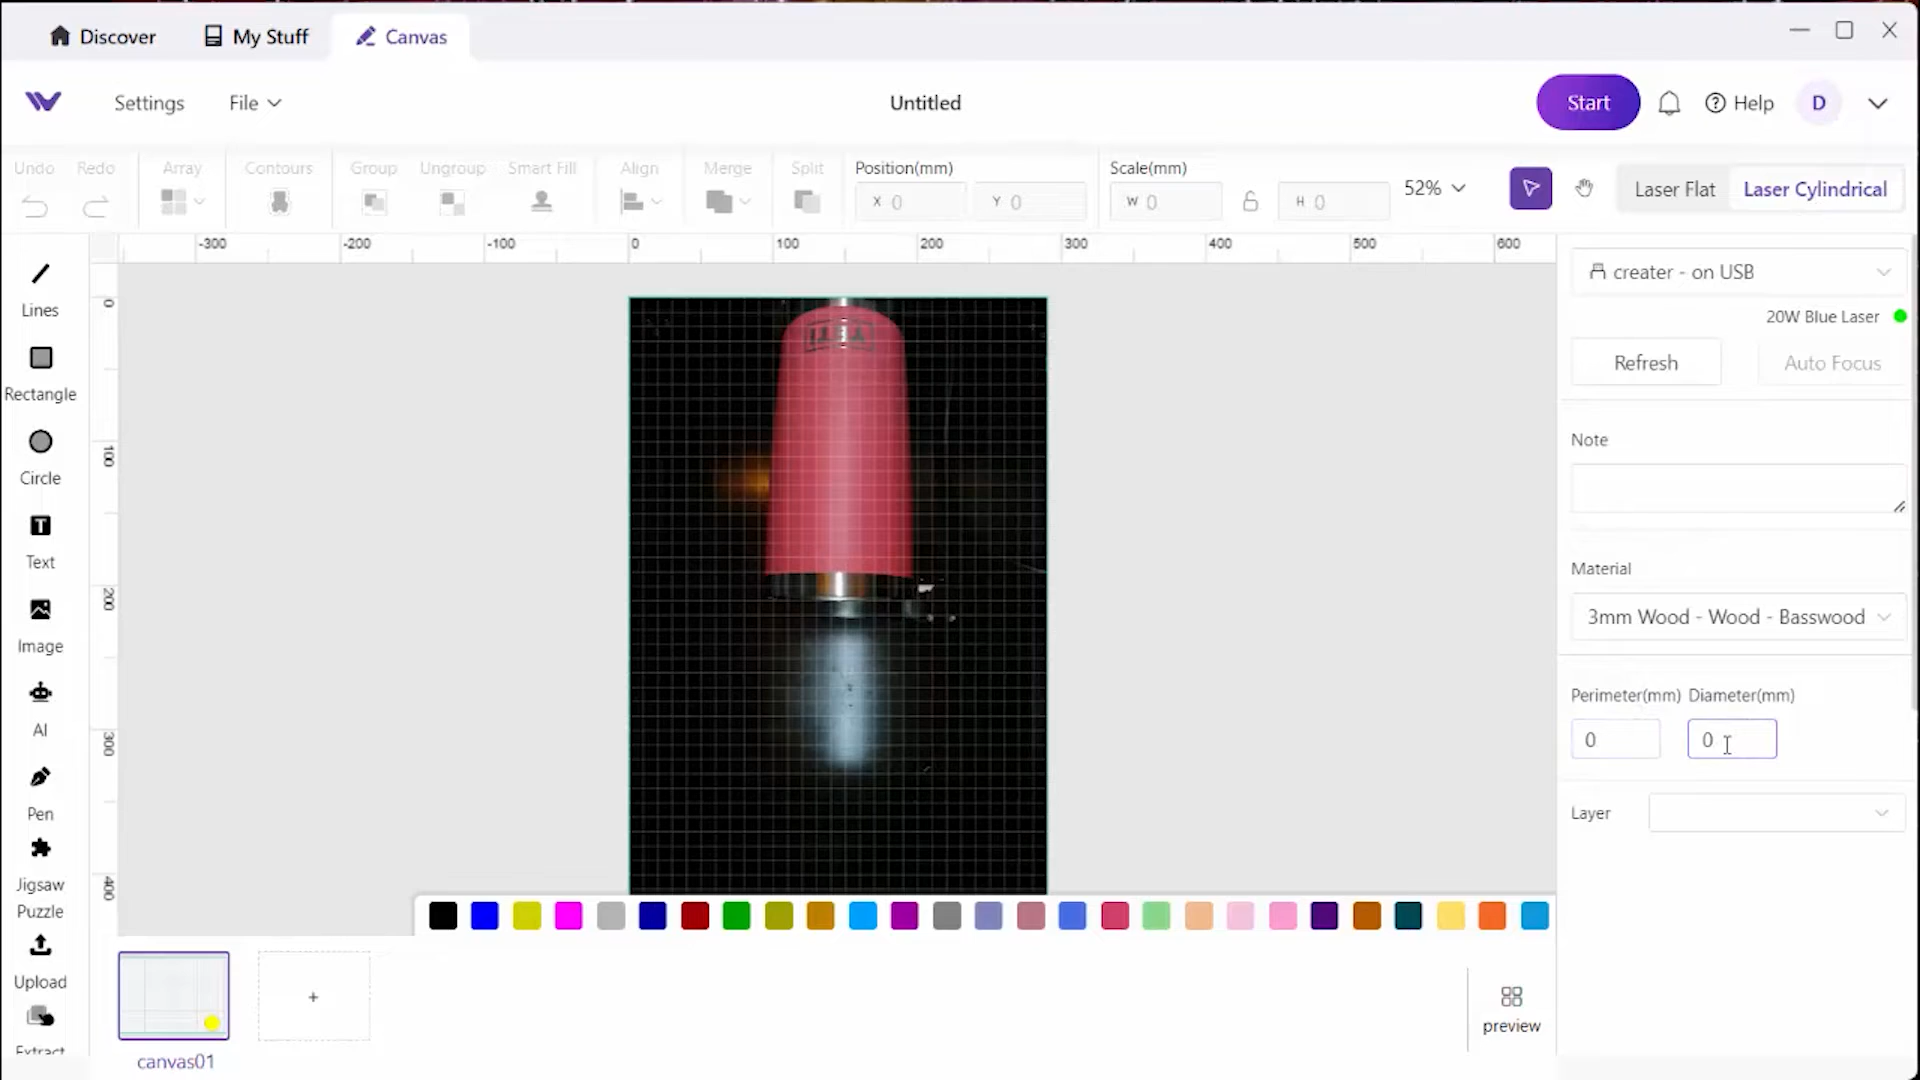 Discover My Stuff Canvas
Settings File Untitled Start Help D
Undo Redo Array Contours Group Ungroup Smart Fill Align Merge Split Position(mm) Scale(mm)
X 0 Y 0 W 0 H 0 52% Laser Flat Laser Cylindrical
-300 -200 -100 0 100 200 300 400 500 600
0
100
200
300
400
Lines
Rectangle
Circle
Text
Image
AI
Pen
Jigsaw
Puzzle
Upload
Extract
YETI
creater - on USB
20W Blue Laser
Refresh Auto Focus
Note
Material
3mm Wood - Wood - Basswood
Perimeter(mm) Diameter(mm)
0 0
Layer
+
canvas01
preview